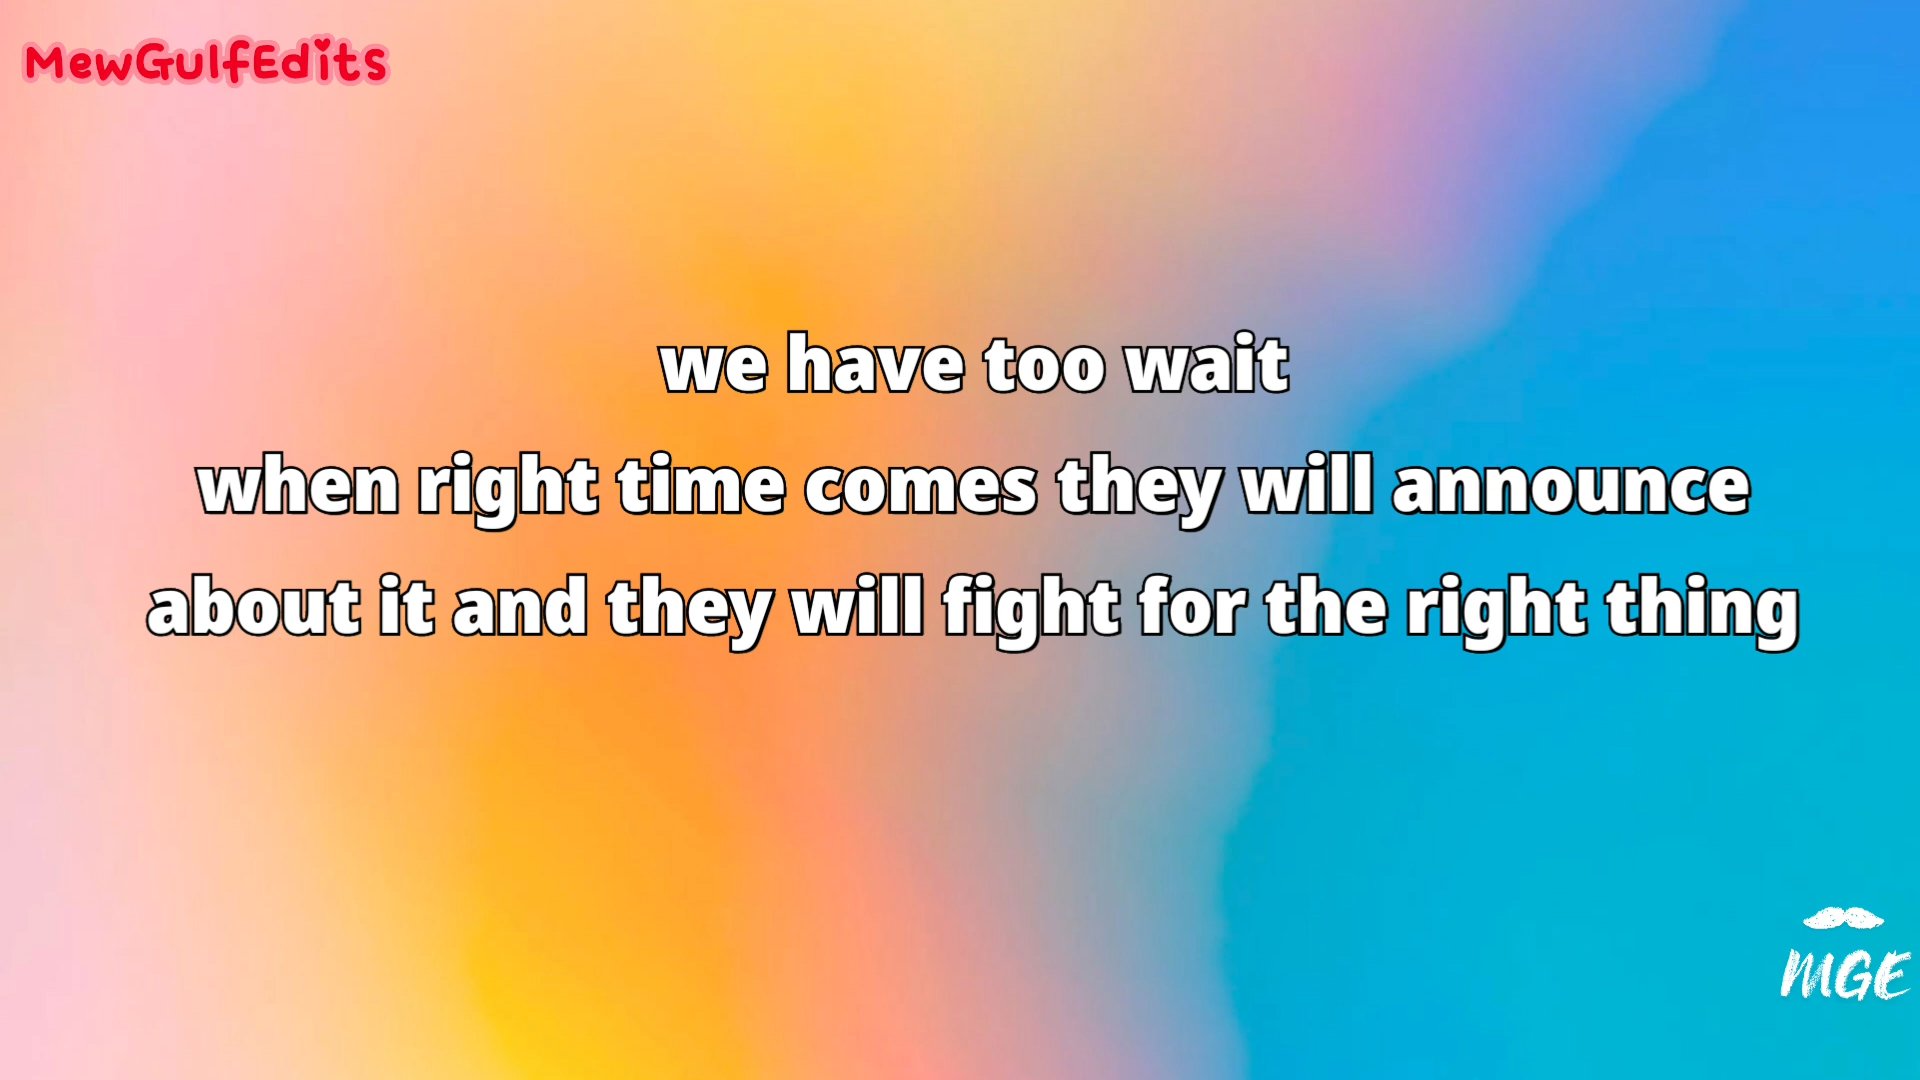 MewGulfEdits
we have too wait
when right time comes they will announce
about it and they will fight for the right thing
MGE